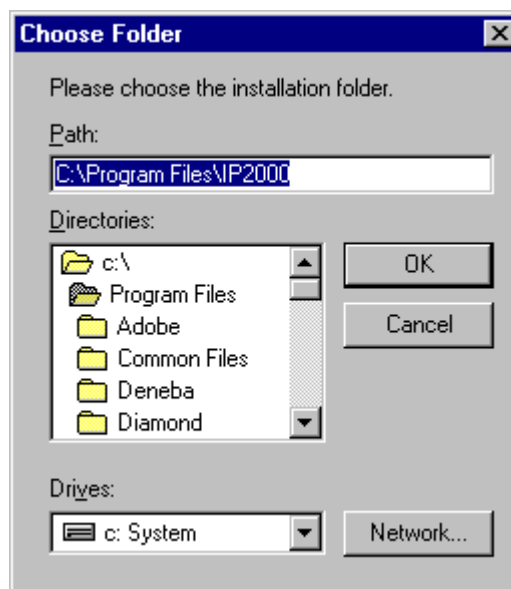 Choose Folder
Please choose the installation folder.
Path:
C:\Program Files\IP2000
Directories:
c:\
Program Files
Adobe
Common Files
Deneba
Diamond
OK
Cancel
Drives:
c: System
Network...